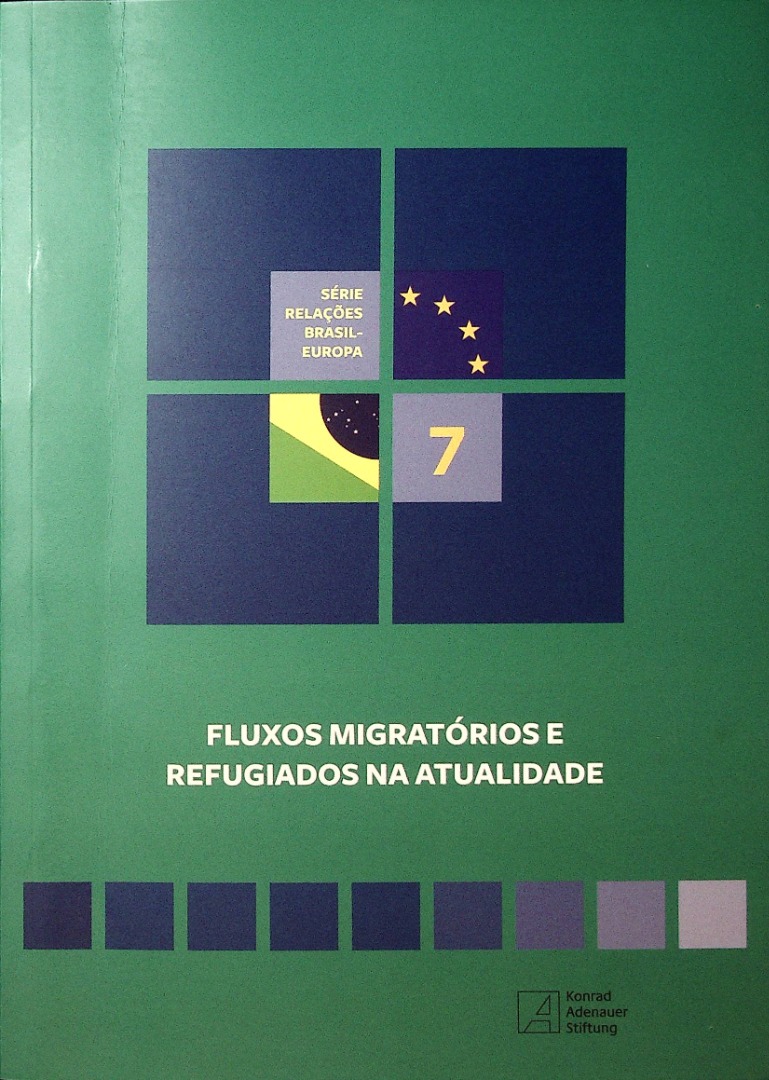 SÉRIE
RELAÇÕES
BRASIL-
EUROPA
7
FLUXOS MIGRATÓRIOS E
REFUGIADOS NA ATUALIDADE
Konrad
Adenauer
Stiftung